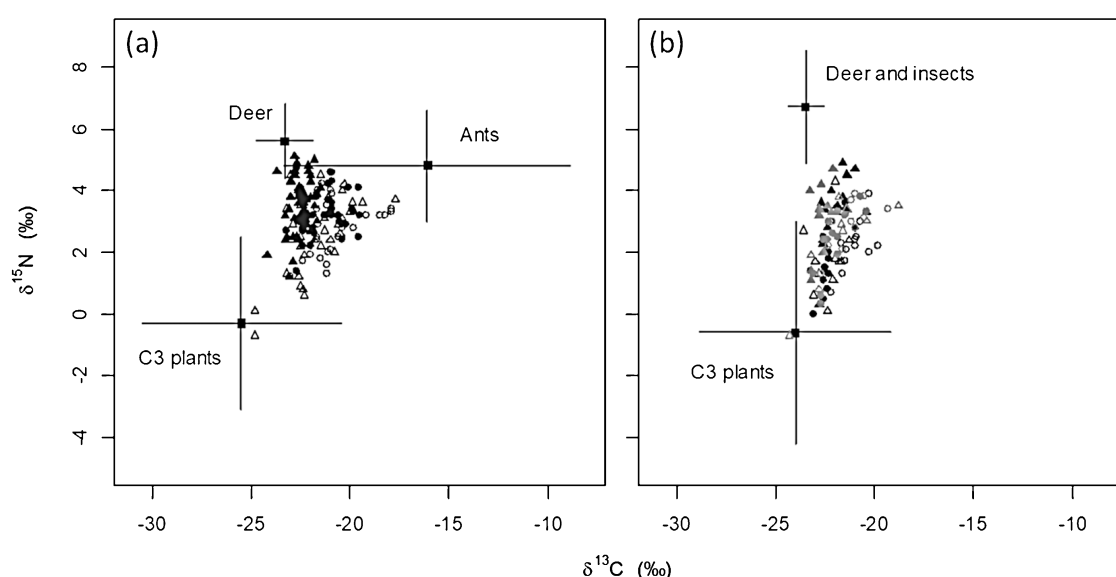 (a)
(b)
Deer
Ants
C3 plants
Deer and insects
C3 plants
δ15N (‰)
8
6
4
2
0
-2
-4
-30 -25 -20 -15 -10
-30 -25 -20 -15 -10
δ13C (‰)